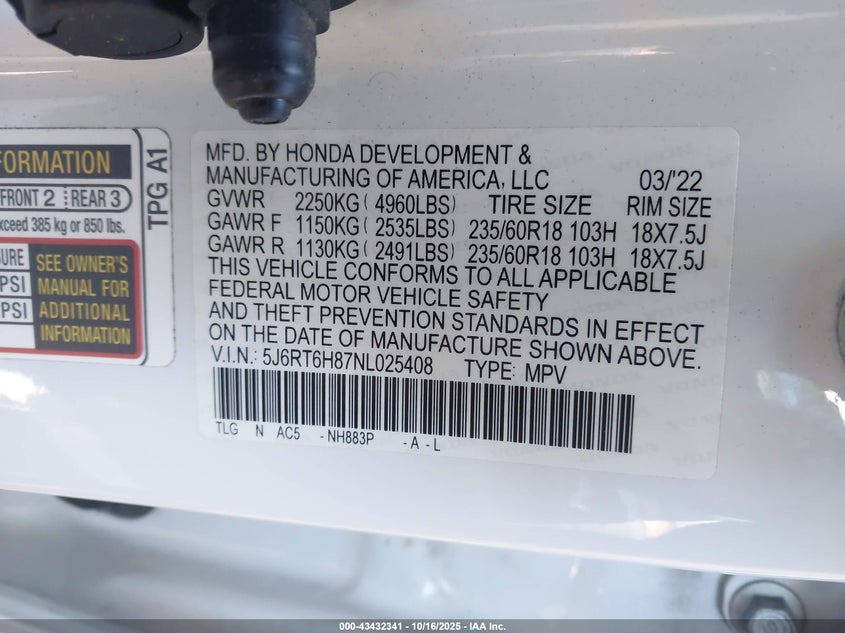 FORMATION
FRONT 2 REAR 3
exceed 385 kg or 850 lbs.
SURE
PSI
PSI
SEE OWNER'S
MANUAL FOR
ADDITIONAL
INFORMATION
TPG A1
MFD. BY HONDA DEVELOPMENT &
MANUFACTURING OF AMERICA, LLC 03/'22
GVWR 2250KG (4960LBS) TIRE SIZE RIM SIZE
GAWR F 1150KG (2535LBS) 235/60R18 103H 18X7.5J
GAWR R 1130KG (2491LBS) 235/60R18 103H 18X7.5J
THIS VEHICLE CONFORMS TO ALL APPLICABLE
FEDERAL MOTOR VEHICLE SAFETY
AND THEFT PREVENTION STANDARDS IN EFFECT
ON THE DATE OF MANUFACTURE SHOWN ABOVE.
V.I.N.: 5J6RT6H87NL025408 TYPE: MPV
TLG N AC5 -NH883P -A-L
000-43432341 - 10/16/2025 - IAA Inc.